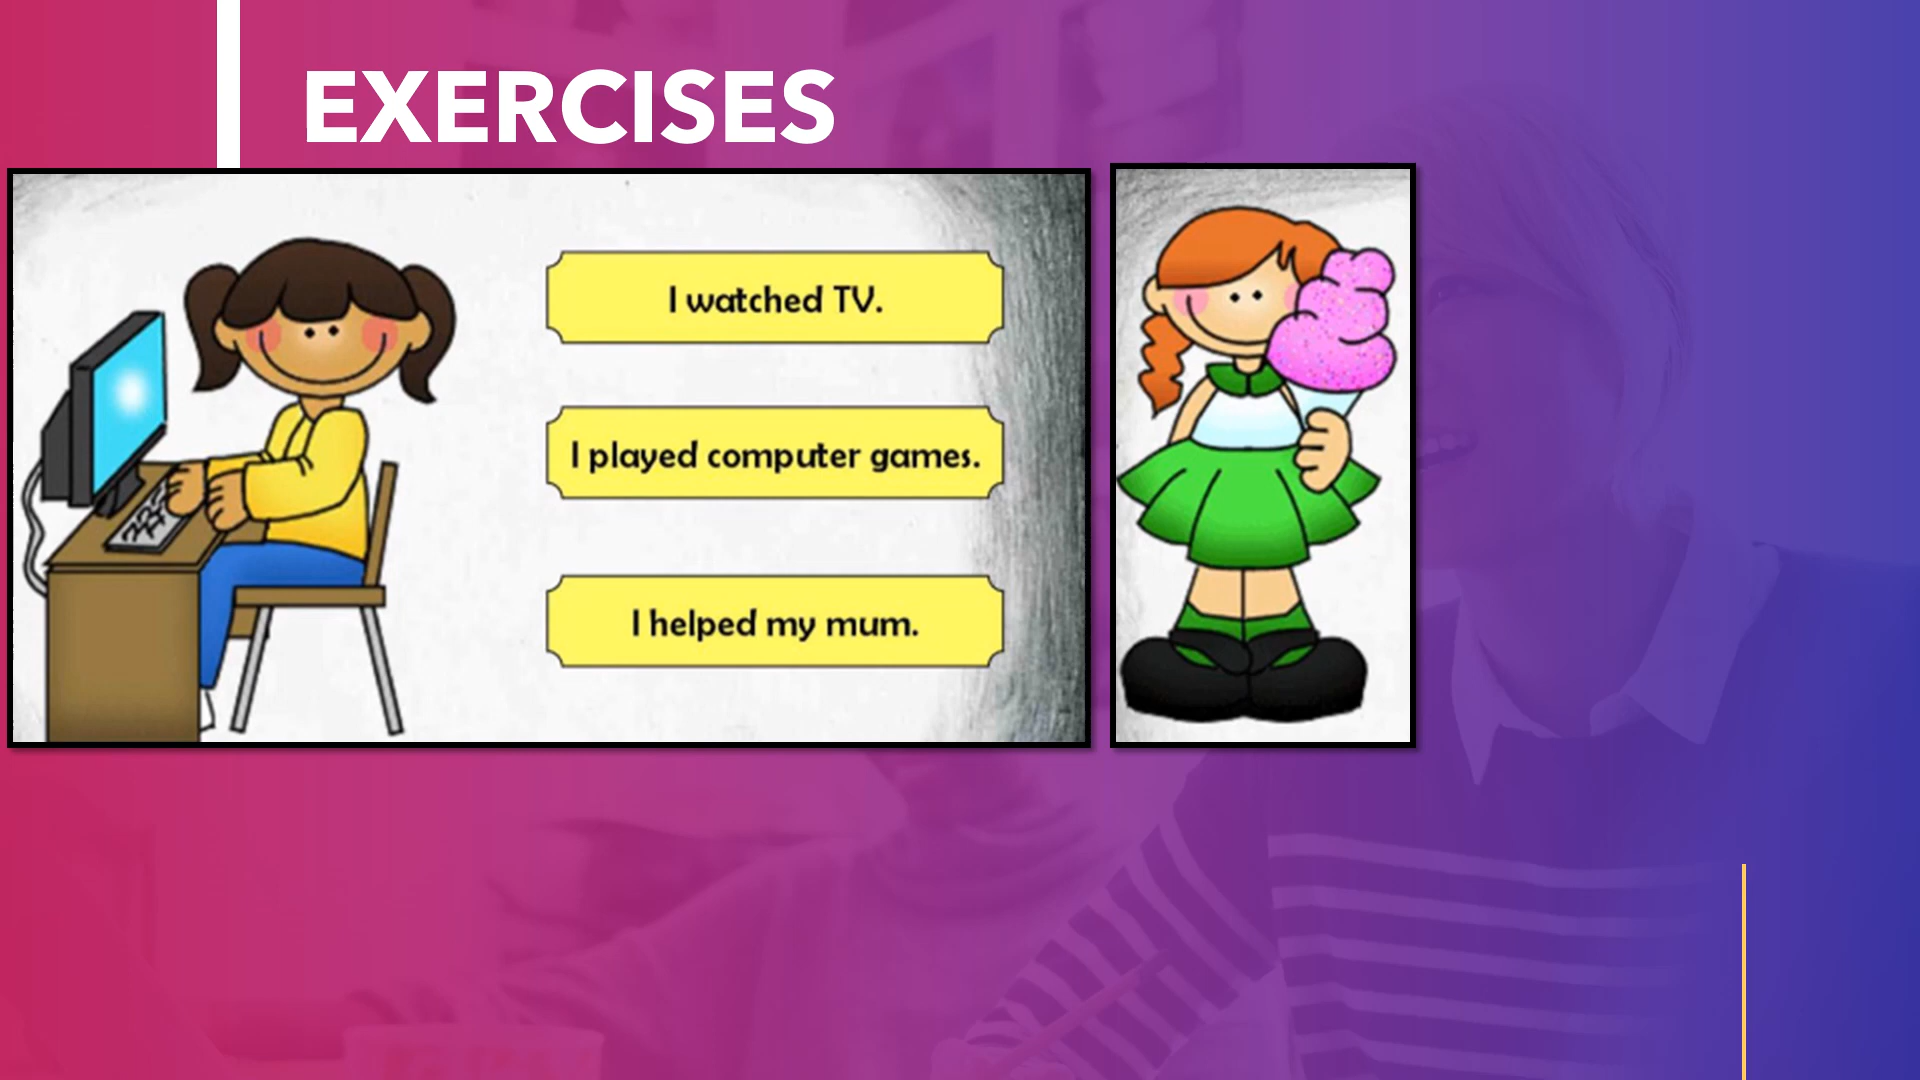 EXERCISES
I watched TV.
I played computer games.
I helped my mum.